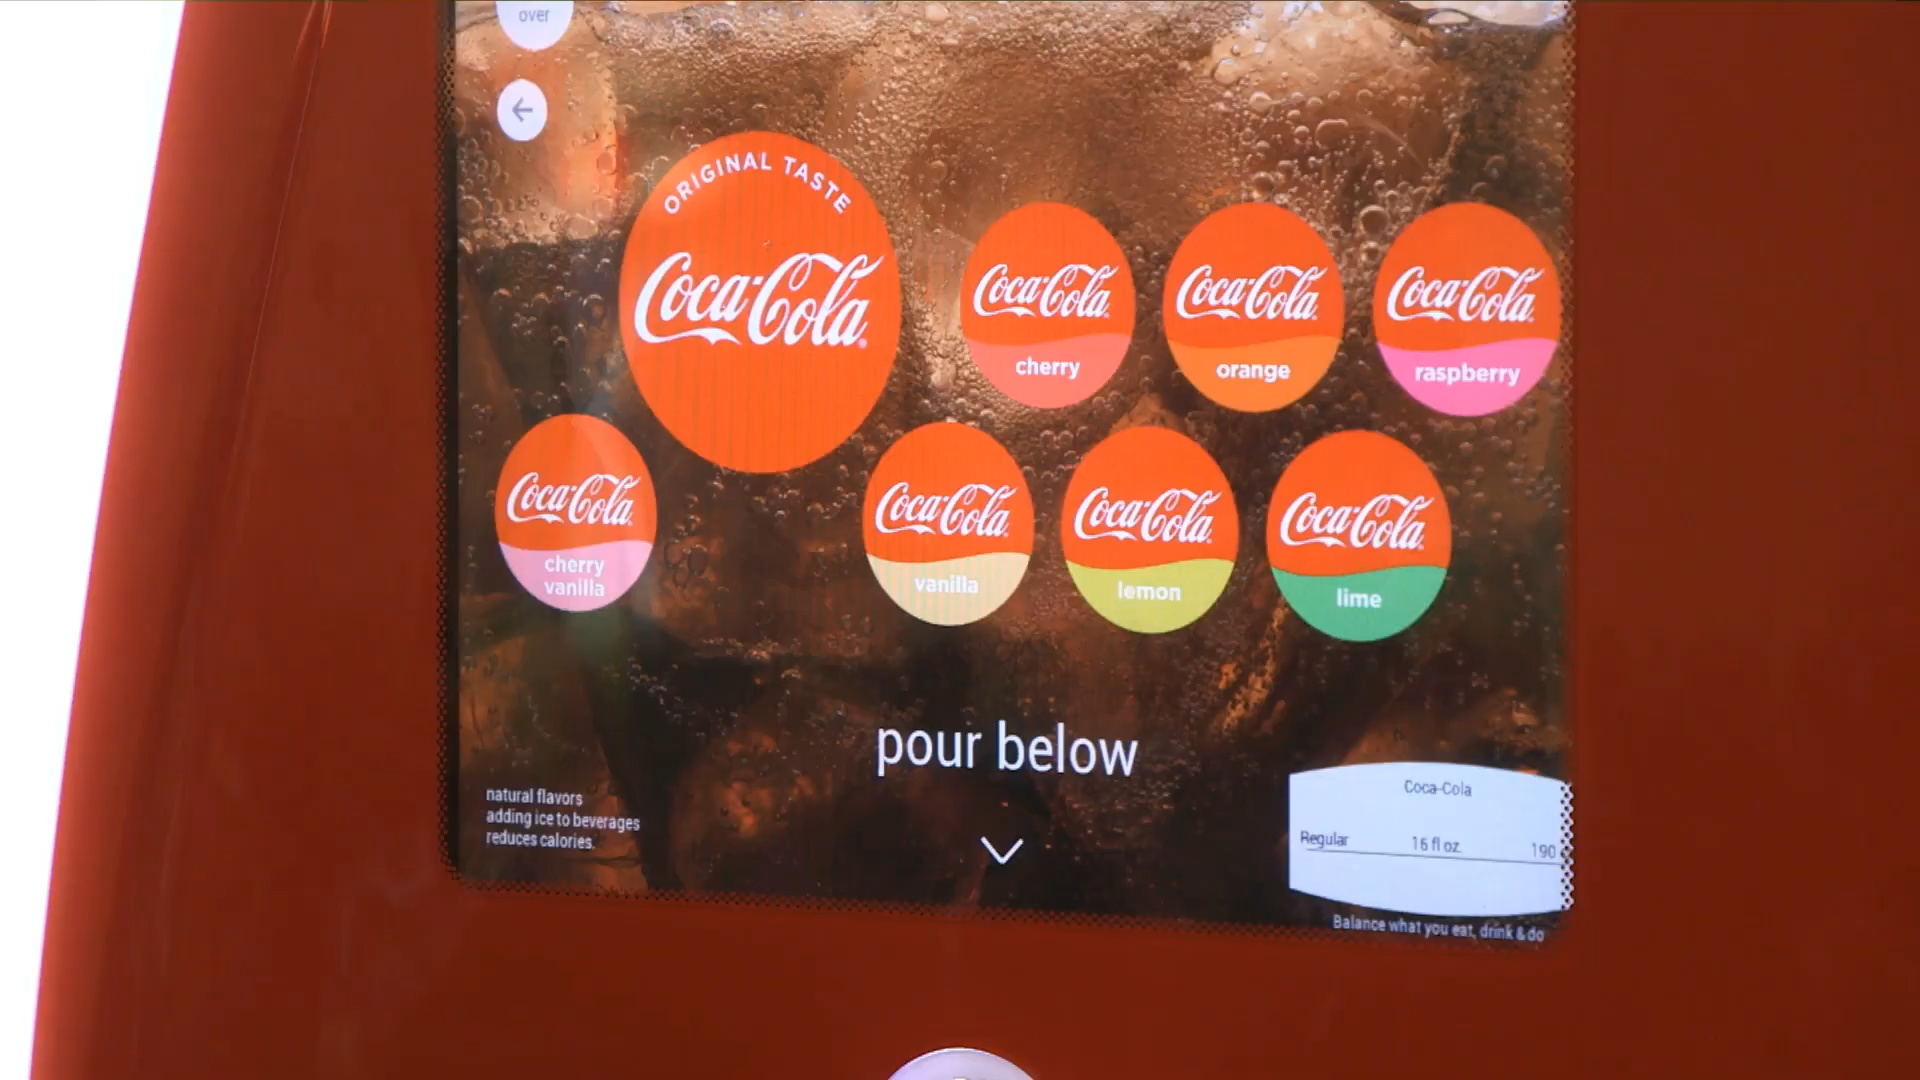 over
ORIGINAL TASTE
Coca-Cola
Coca-Cola
cherry
Coca-Cola
orange
Coca-Cola
raspberry
Coca-Cola
cherry
vanilla
Coca-Cola
vanilla
Coca-Cola
lemon
Coca-Cola
lime
pour below
natural flavors
adding ice to beverages
reduces calories.
Coca-Cola
Regular 16 fl oz. 190
Balance what you eat, drink & do